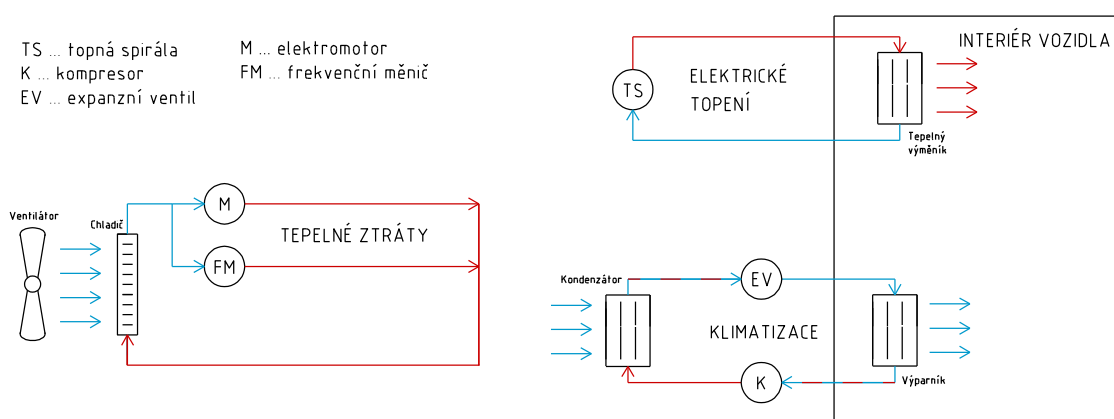 TS ... topná spirála
K ... kompresor
EV ... expanzní ventil
M ... elektromotor
FM ... frekvenční měnič
INTERIÉR VOZIDLA
TS
ELEKTRICKÉ
TOPENÍ
Tepelný
výměník
Ventilátor
Chladič
M
FM
TEPELNÉ ZTRÁTY
Kondenzátor
EV
KLIMATIZACE
K
Výparník